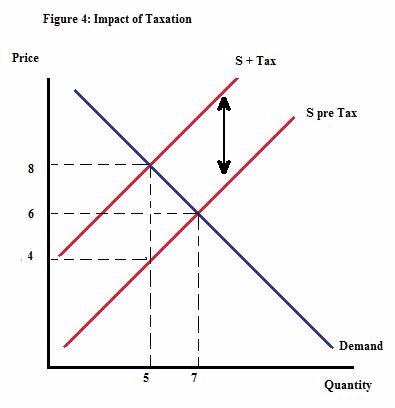 Figure 4: Impact of Taxation
Price
S + Tax
S pre Tax
8
6
4
Demand
5 7
Quantity